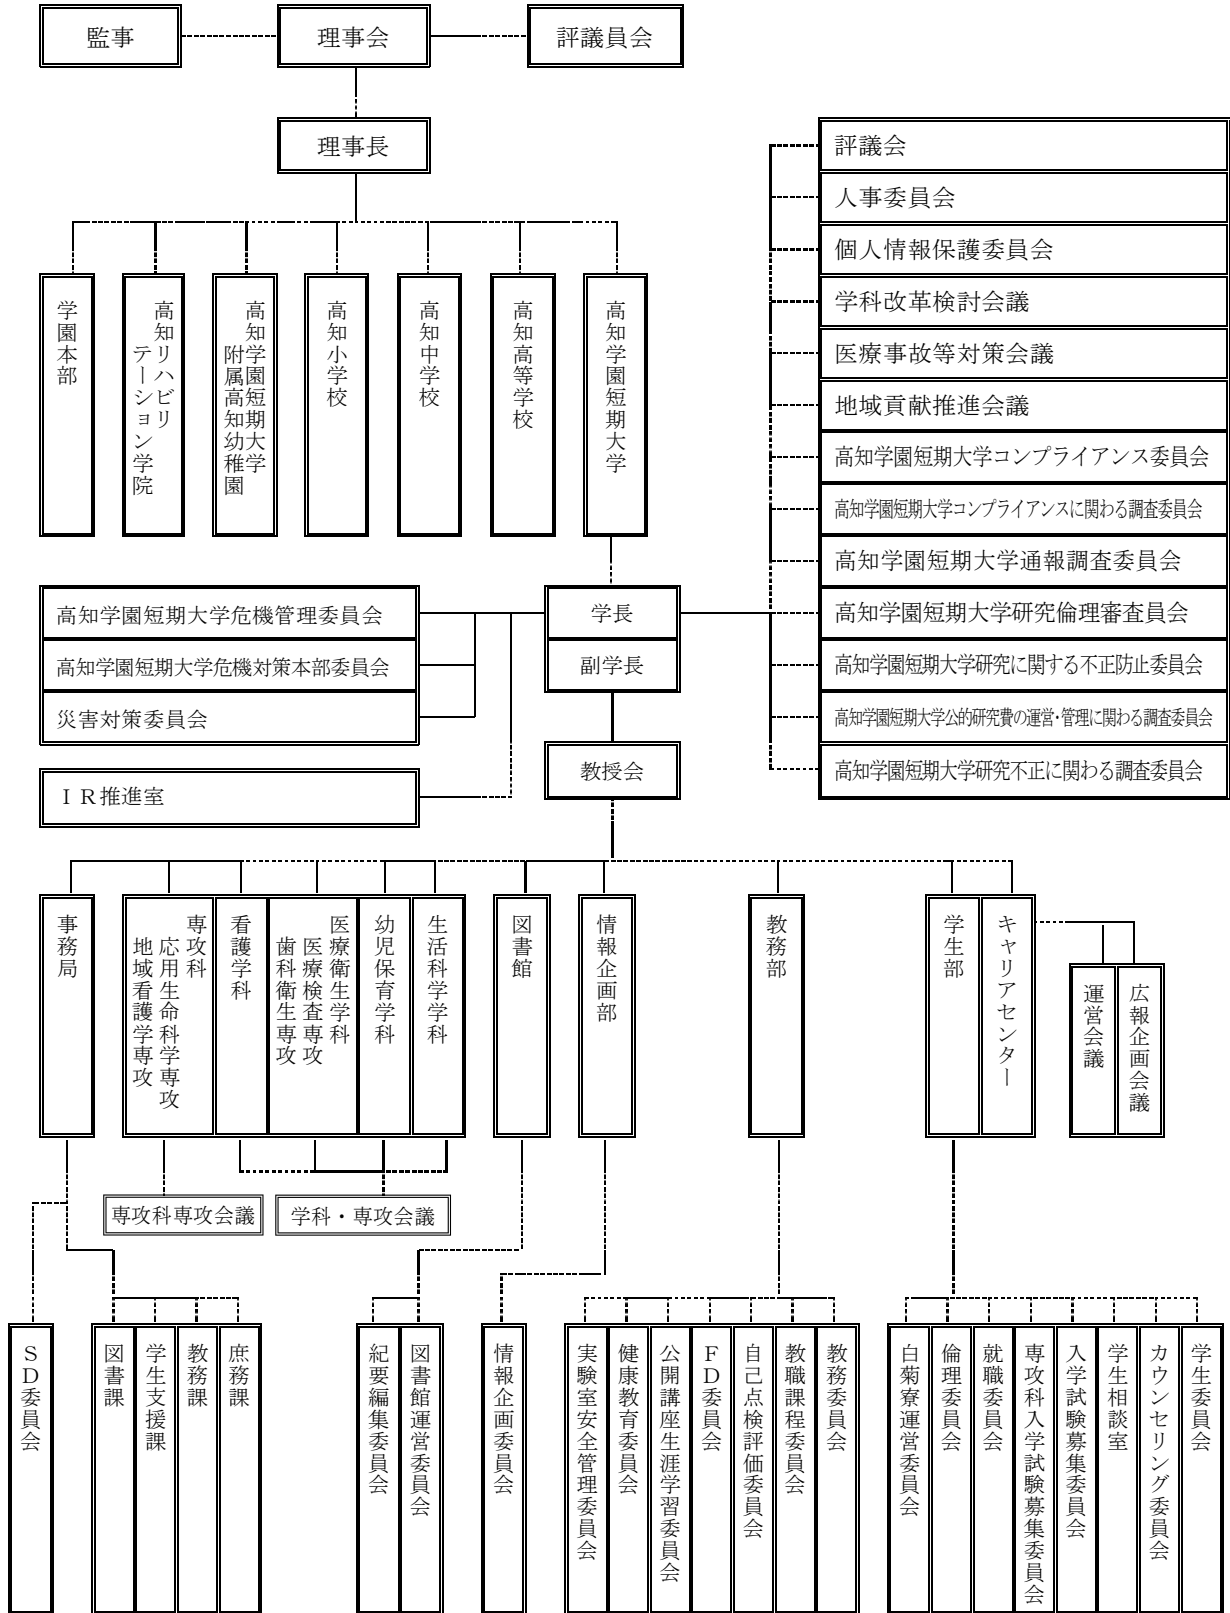 監事
理事会
評議員会
理事長
評議会
人事委員会
個人情報保護委員会
学科改革検討会議
医療事故等対策会議
地域貢献推進会議
高知学園短期大学コンプライアンス委員会
高知学園短期大学コンプライアンスに関わる調査委員会
高知学園短期大学通報調査委員会
高知学園短期大学研究倫理審査員会
高知学園短期大学研究に関する不正防止委員会
高知学園短期大学公的研究費の運営・管理に関わる調査委員会
高知学園短期大学研究不正に関わる調査委員会
高知学園短期大学
高知高等学校
高知中学校
高知小学校
高知学園短期大学
附属高知幼稚園
高知リハビリ
テーション学院
学園本部
学長
副学長
教授会
高知学園短期大学危機管理委員会
高知学園短期大学危機対策本部委員会
災害対策委員会
ＩＲ推進室
広報企画会議
運営会議
キャリアセンター
学生部
教務部
情報企画部
図書館
生活科学学科
幼児保育学科
医療衛生学科
医療検査専攻
歯科衛生専攻
看護学科
専攻科
応用生命科学専攻
地域看護学専攻
事務局
専攻科専攻会議
学科・専攻会議
学生委員会
カウンセリング委員会
学生相談室
入学試験募集委員会
専攻科入学試験募集委員会
就職委員会
倫理委員会
白菊寮運営委員会
教務委員会
教職課程委員会
自己点検評価委員会
ＦＤ委員会
公開講座生涯学習委員会
健康教育委員会
実験室安全管理委員会
情報企画委員会
図書館運営委員会
紀要編集委員会
庶務課
教務課
学生支援課
図書課
ＳＤ委員会